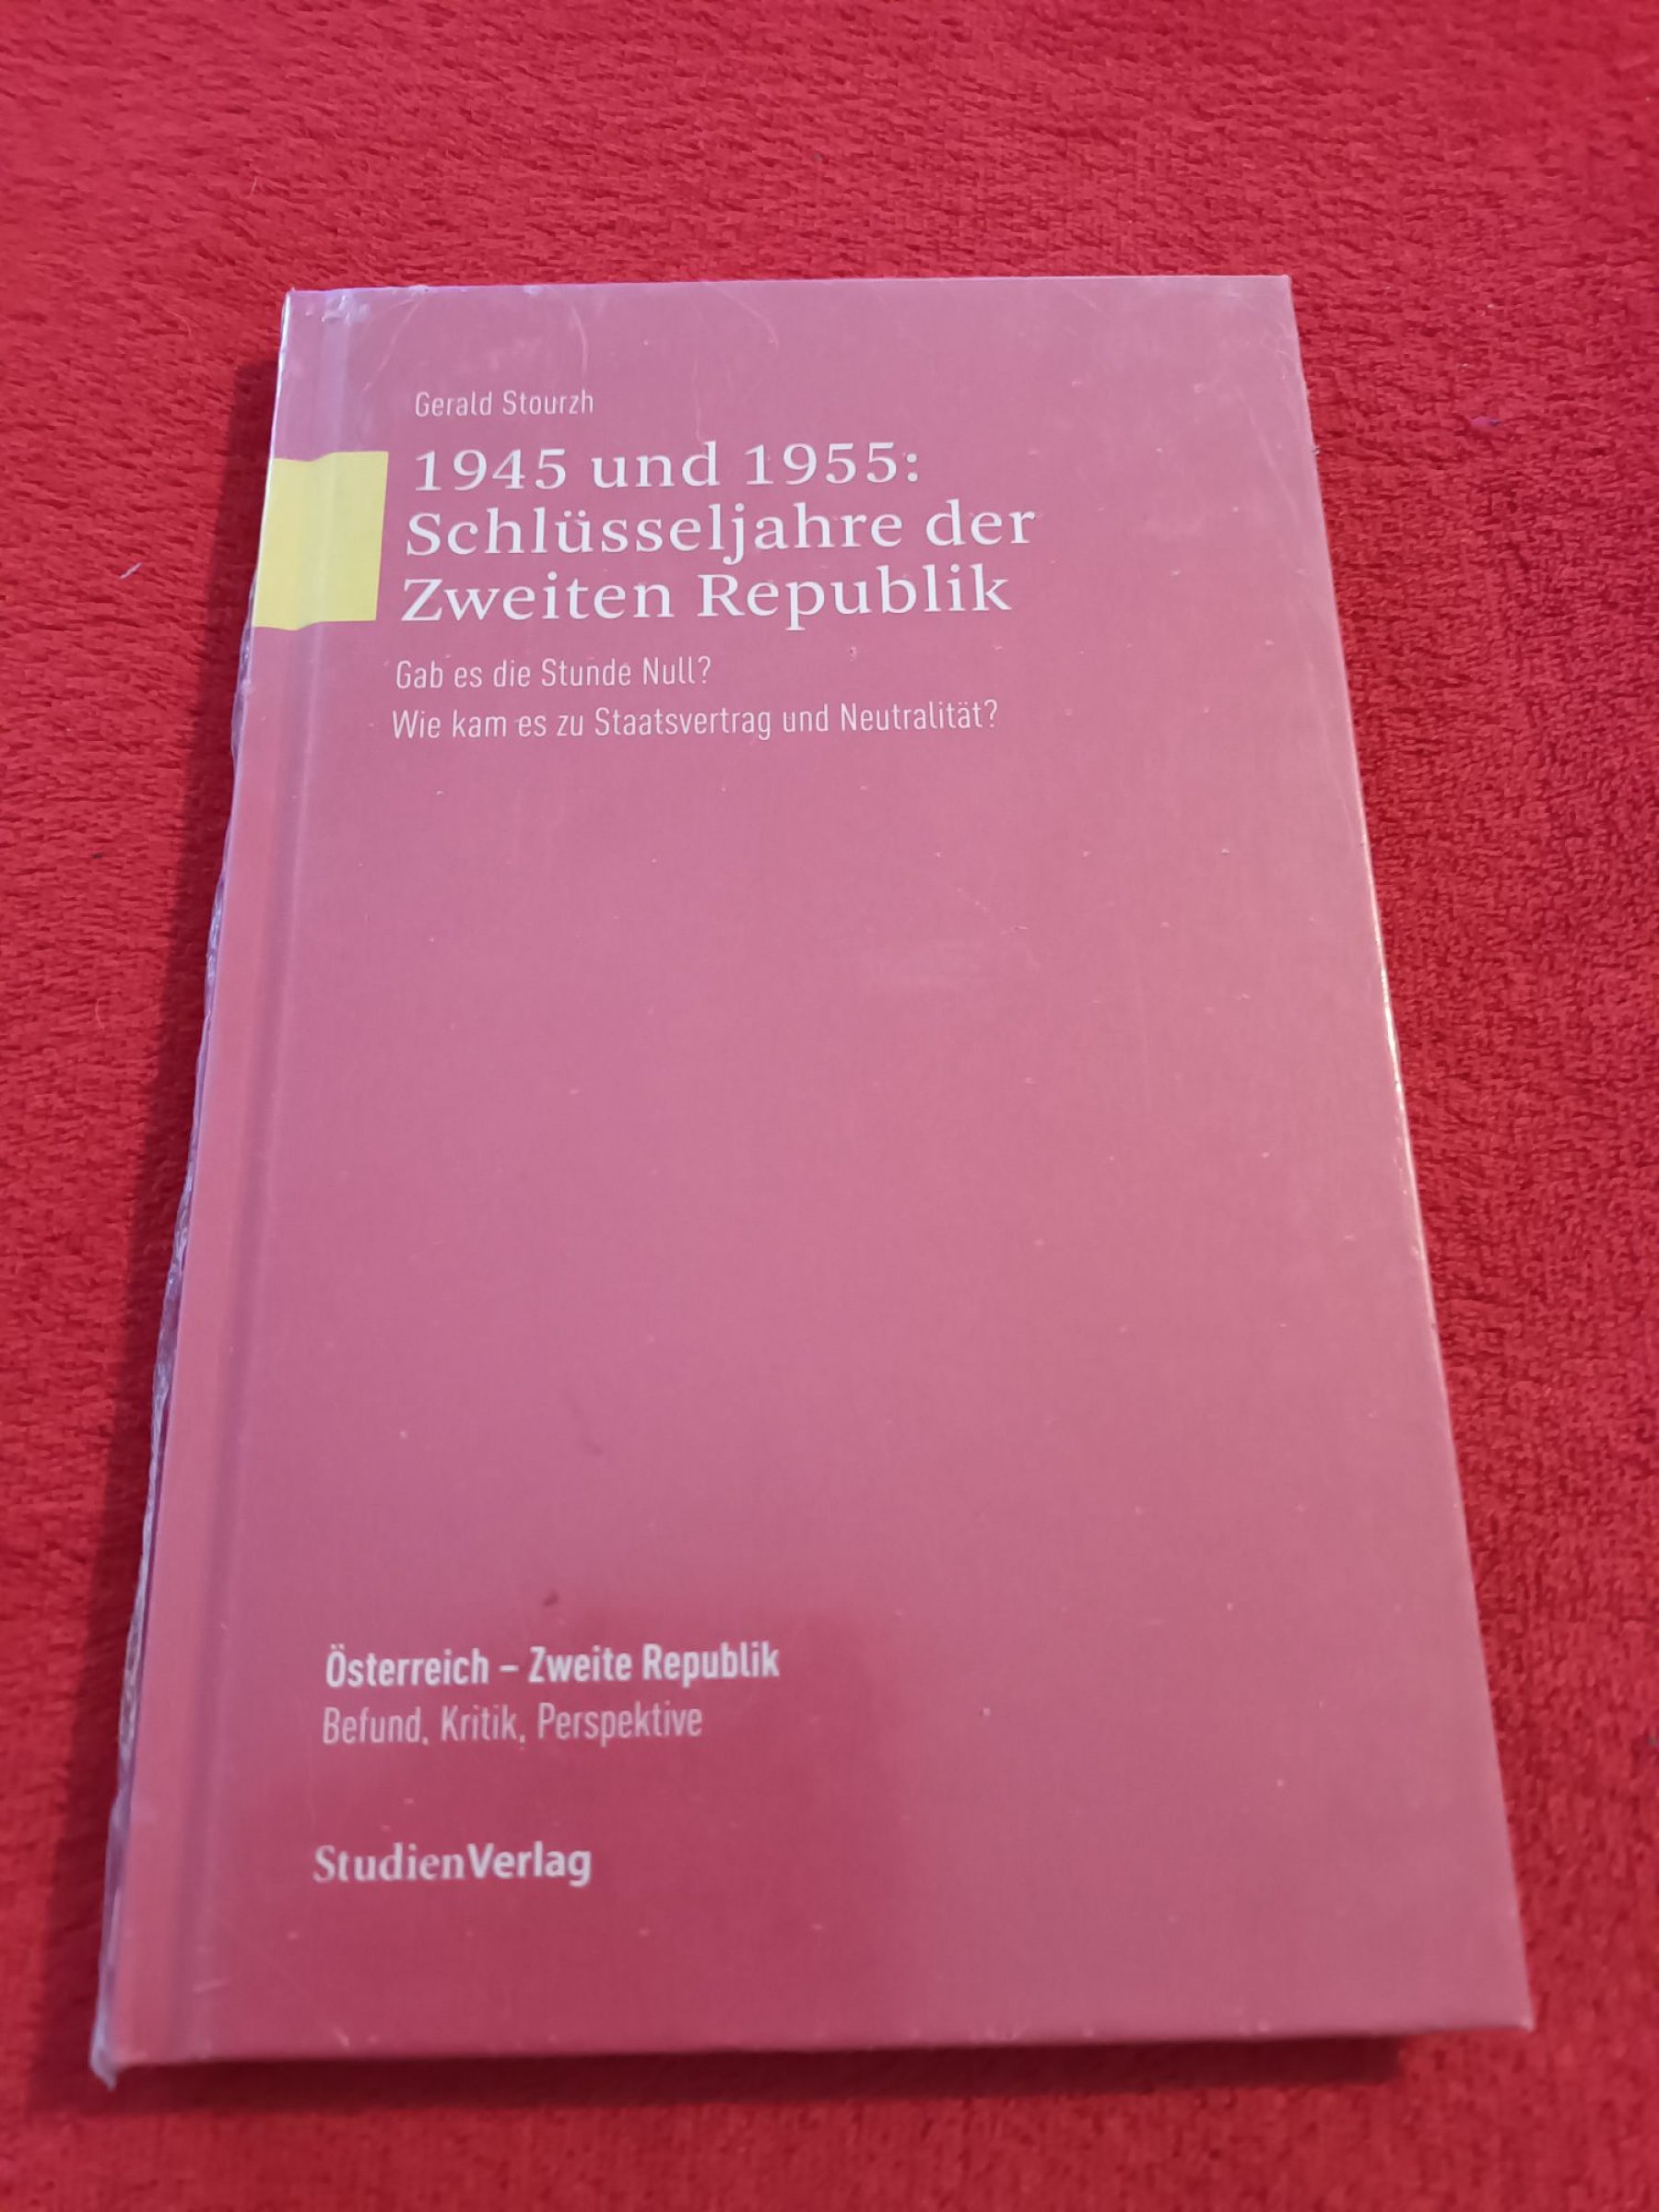 Gerald Stourzh
1945 und 1955:
Schlüsseljahre der
Zweiten Republik
Gab es die Stunde Null?
Wie kam es zu Staatsvertrag und Neutralität?
Österreich – Zweite Republik
Befund, Kritik, Perspektive
StudienVerlag